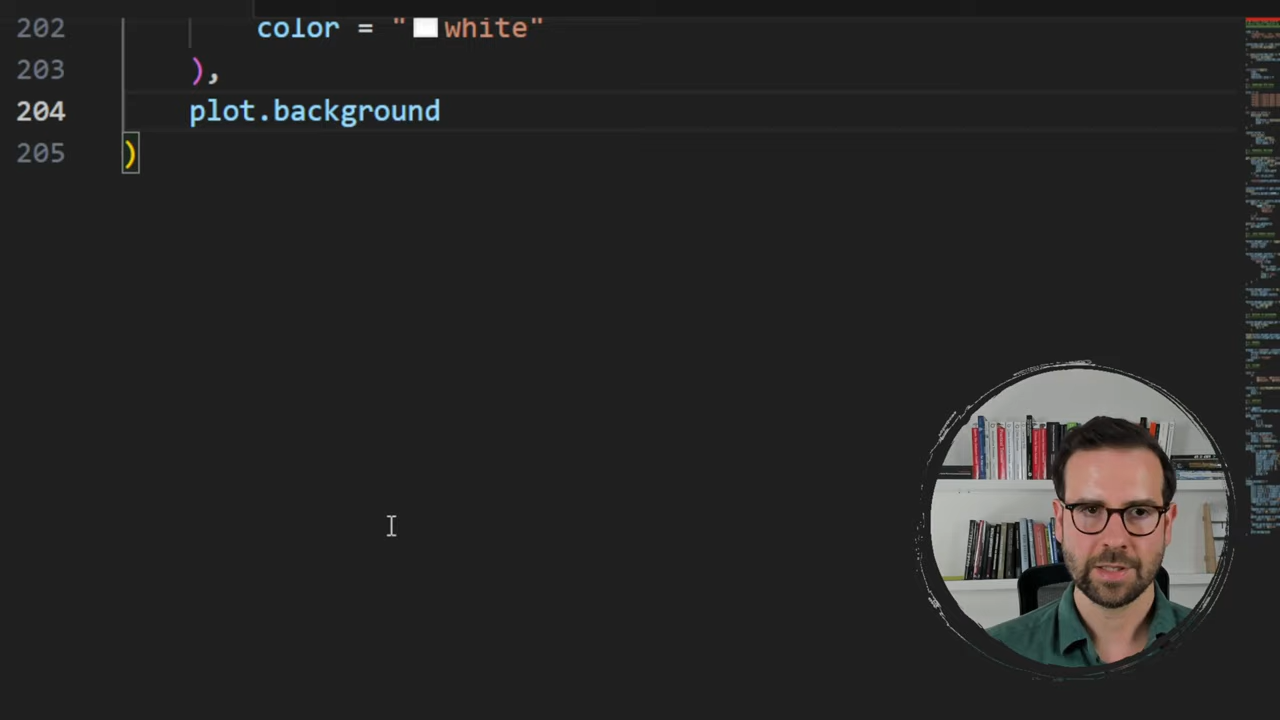 202 color = "white"
203 ),
204 plot.background
205 )